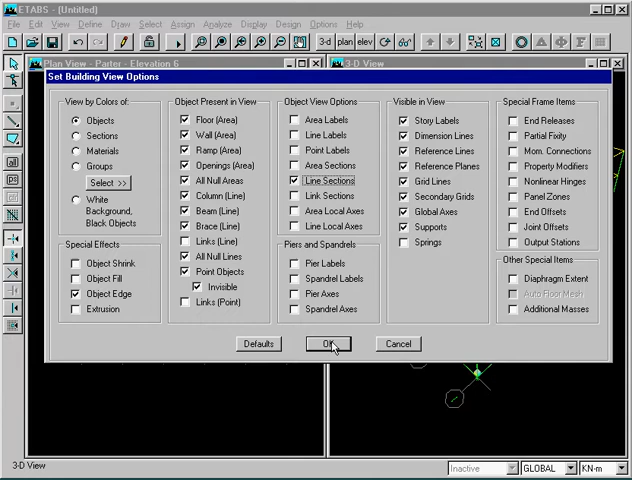 ETABS - (Untitled)
File Edit View Define Draw Select Assign Analyze Display Design Options Help
3-d plan elev
Plan View - Parter - Elevation 6
3-D View
Set Building View Options
View by Colors of:
Objects
Sections
Materials
Groups
Select >>
White
Background,
Black Objects
Special Effects
Object Shrink
Object Fill
Object Edge
Extrusion
Object Present in View
Floor (Area)
Wall (Area)
Ramp (Area)
Openings (Area)
All Null Areas
Column (Line)
Beam (Line)
Brace (Line)
Links (Line)
All Null Lines
Point Objects
Invisible
Links (Point)
Object View Options
Area Labels
Line Labels
Point Labels
Area Sections
Line Sections
Link Sections
Area Local Axes
Line Local Axes
Piers and Spandrels
Pier Labels
Spandrel Labels
Pier Axes
Spandrel Axes
Visible in View
Story Labels
Dimension Lines
Reference Lines
Reference Planes
Grid Lines
Secondary Grids
Global Axes
Supports
Springs
Special Frame Items
End Releases
Partial Fixity
Mom. Connections
Property Modifiers
Nonlinear Hinges
Panel Zones
End Offsets
Joint Offsets
Output Stations
Other Special Items
Diaphragm Extent
Auto Floor Mesh
Additional Masses
Defaults
OK
Cancel
all
ps
clr
3-D View
Inactive
GLOBAL
KN-m